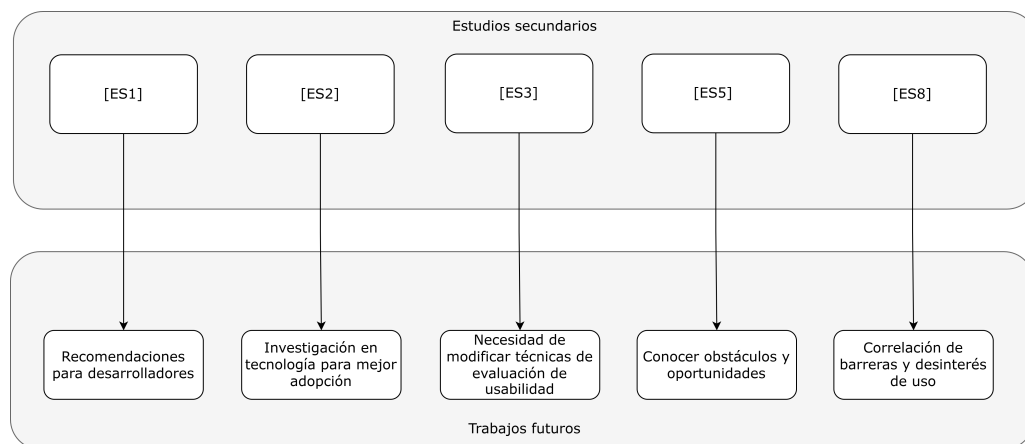 Estudios secundarios
[ES1]
[ES2]
[ES3]
[ES5]
[ES8]
Recomendaciones
para desarrolladores
Investigación en
tecnología para mejor
adopción
Necesidad de
modificar técnicas de
evaluación de
usabilidad
Conocer obstáculos y
oportunidades
Correlación de
barreras y desinterés
de uso
Trabajos futuros